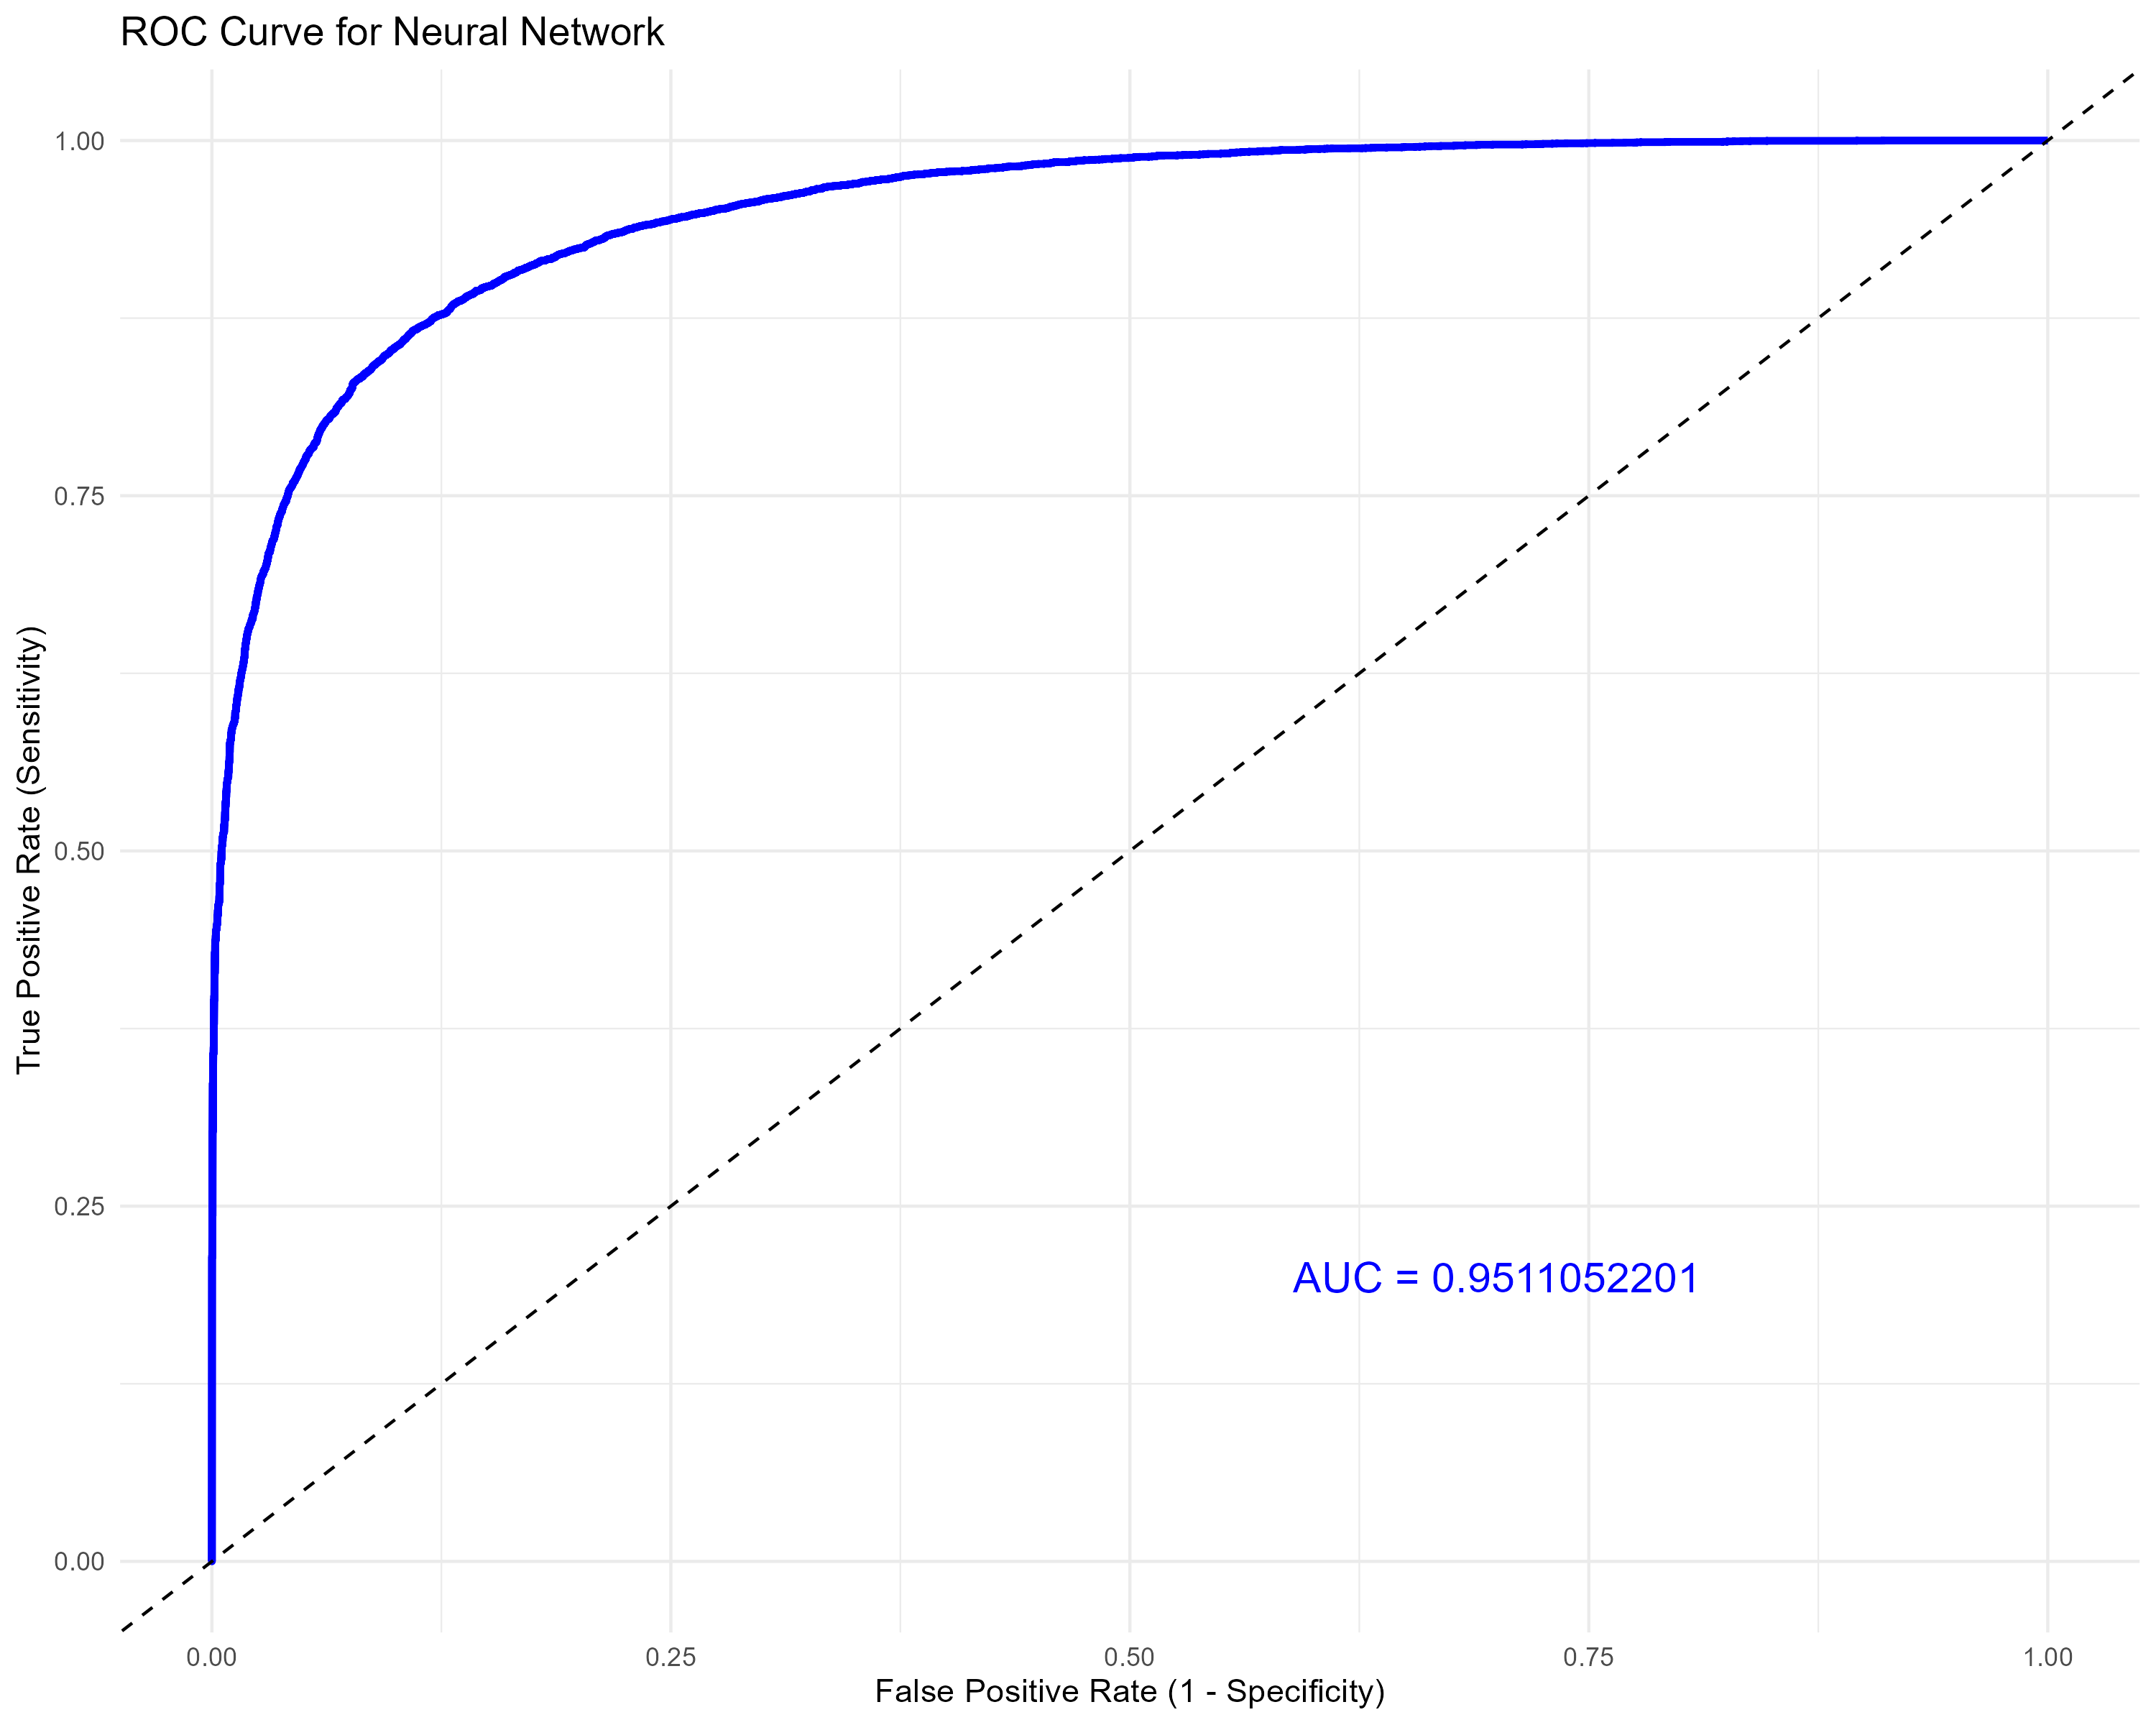 ROC Curve for Neural Network
True Positive Rate (Sensitivity)
1.00
0.75
0.50
0.25
0.00
AUC = 0.9511052201
0.00
0.25
0.50
0.75
1.00
False Positive Rate (1 - Specificity)